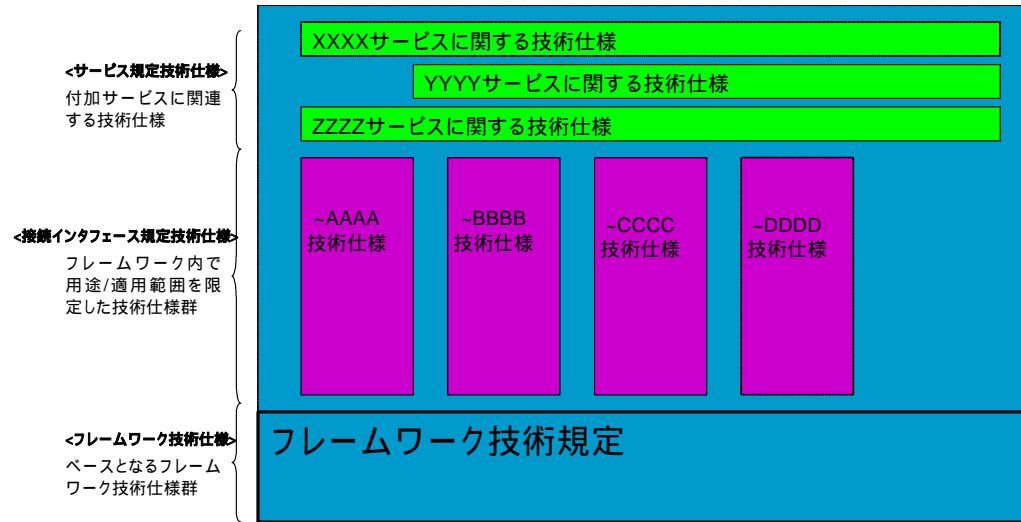 XXXXサービスに関する技術仕様
<サービス規定技術仕様>
付加サービスに関連
する技術仕様
YYYYサービスに関する技術仕様
ZZZZサービスに関する技術仕様
~AAAA
技術仕様
~BBBB
技術仕様
~CCCC
技術仕様
~DDDD
技術仕様
<接続インタフェース規定技術仕様>
フレームワーク内で
用途/適用範囲を限
定した技術仕様群
<フレームワーク技術仕様>
ベースとなるフレーム
ワーク技術仕様群
フレームワーク技術規定